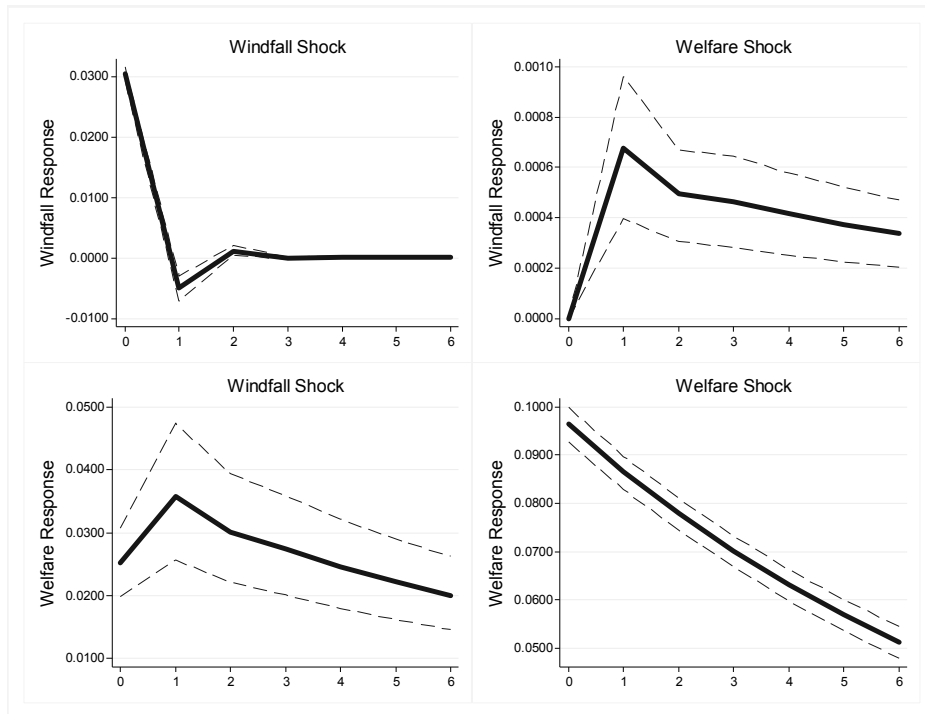 Windfall Shock
Windfall Response
0.0300
0.0200
0.0100
0.0000
-0.0100
0 1 2 3 4 5 6
Welfare Shock
Windfall Response
0.0010
0.0008
0.0006
0.0004
0.0002
0.0000
0 1 2 3 4 5 6
Windfall Shock
Welfare Response
0.0500
0.0400
0.0300
0.0200
0.0100
0 1 2 3 4 5 6
Welfare Shock
Welfare Response
0.1000
0.0900
0.0800
0.0700
0.0600
0.0500
0 1 2 3 4 5 6